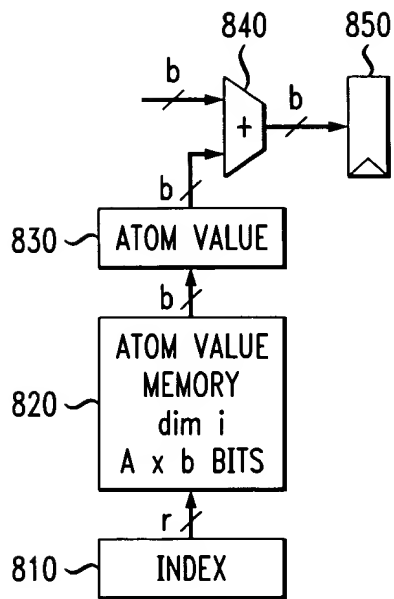 840
850
b
b
+
b
830
ATOM VALUE
b
ATOM VALUE
MEMORY
dim i
A x b BITS
820
r
810
INDEX